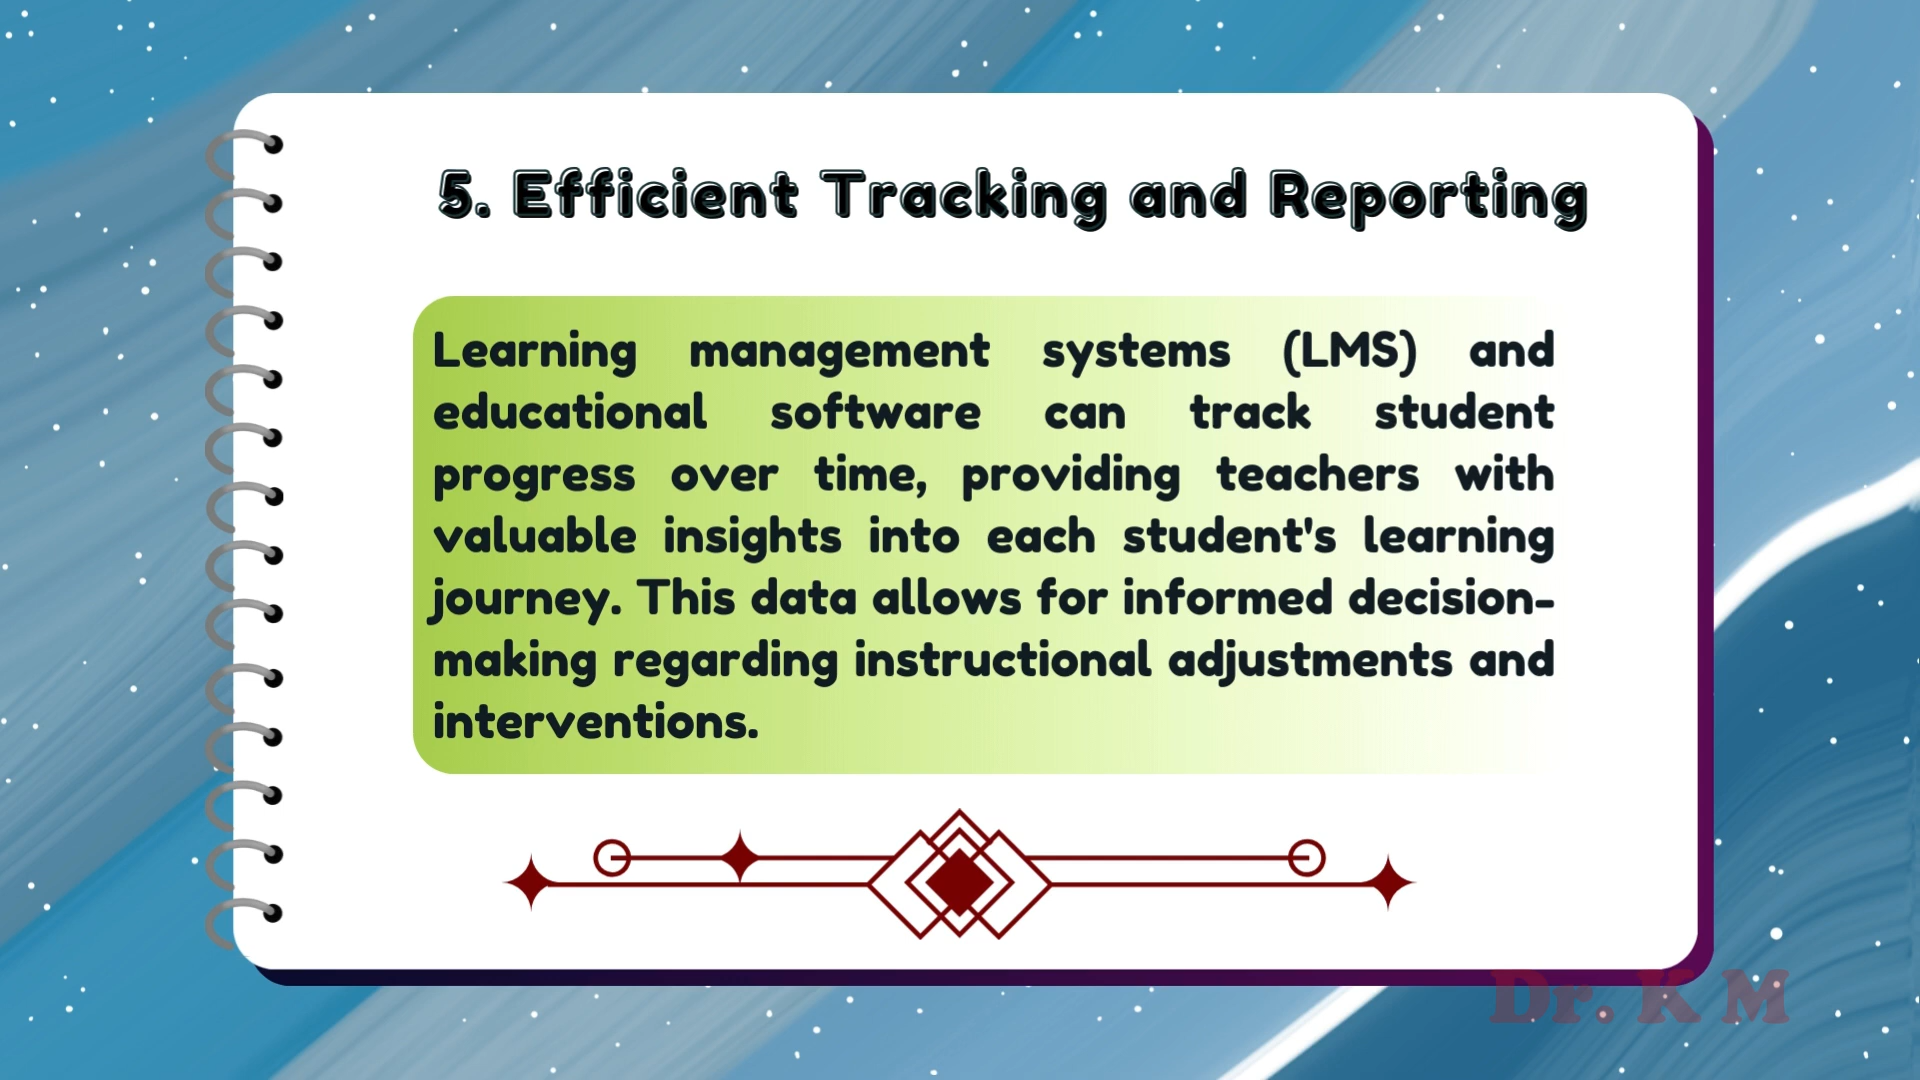 5. Efficient Tracking and Reporting
Learning management systems (LMS) and
educational software can track student
progress over time, providing teachers with
valuable insights into each student's learning
journey. This data allows for informed decision-
making regarding instructional adjustments and
interventions.
Dr. K M